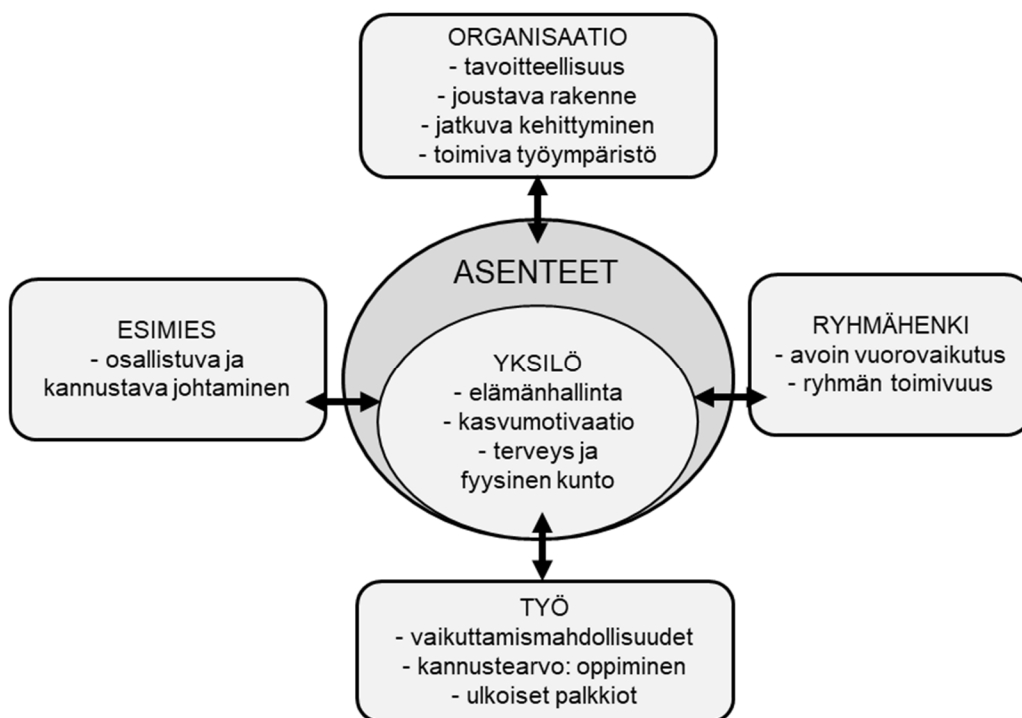 ORGANISAATIO
- tavoitteellisuus
- joustava rakenne
- jatkuva kehittyminen
- toimiva työympäristö
ASENTEET
ESIMIES
- osallistuva ja
kannustava johtaminen
YKSILÖ
- elämänhallinta
- kasvumotivaatio
- terveys ja
fyysinen kunto
RYHMÄHENKI
- avoin vuorovaikutus
- ryhmän toimivuus
TYÖ
- vaikuttamismahdollisuudet
- kannustearvo: oppiminen
- ulkoiset palkkiot